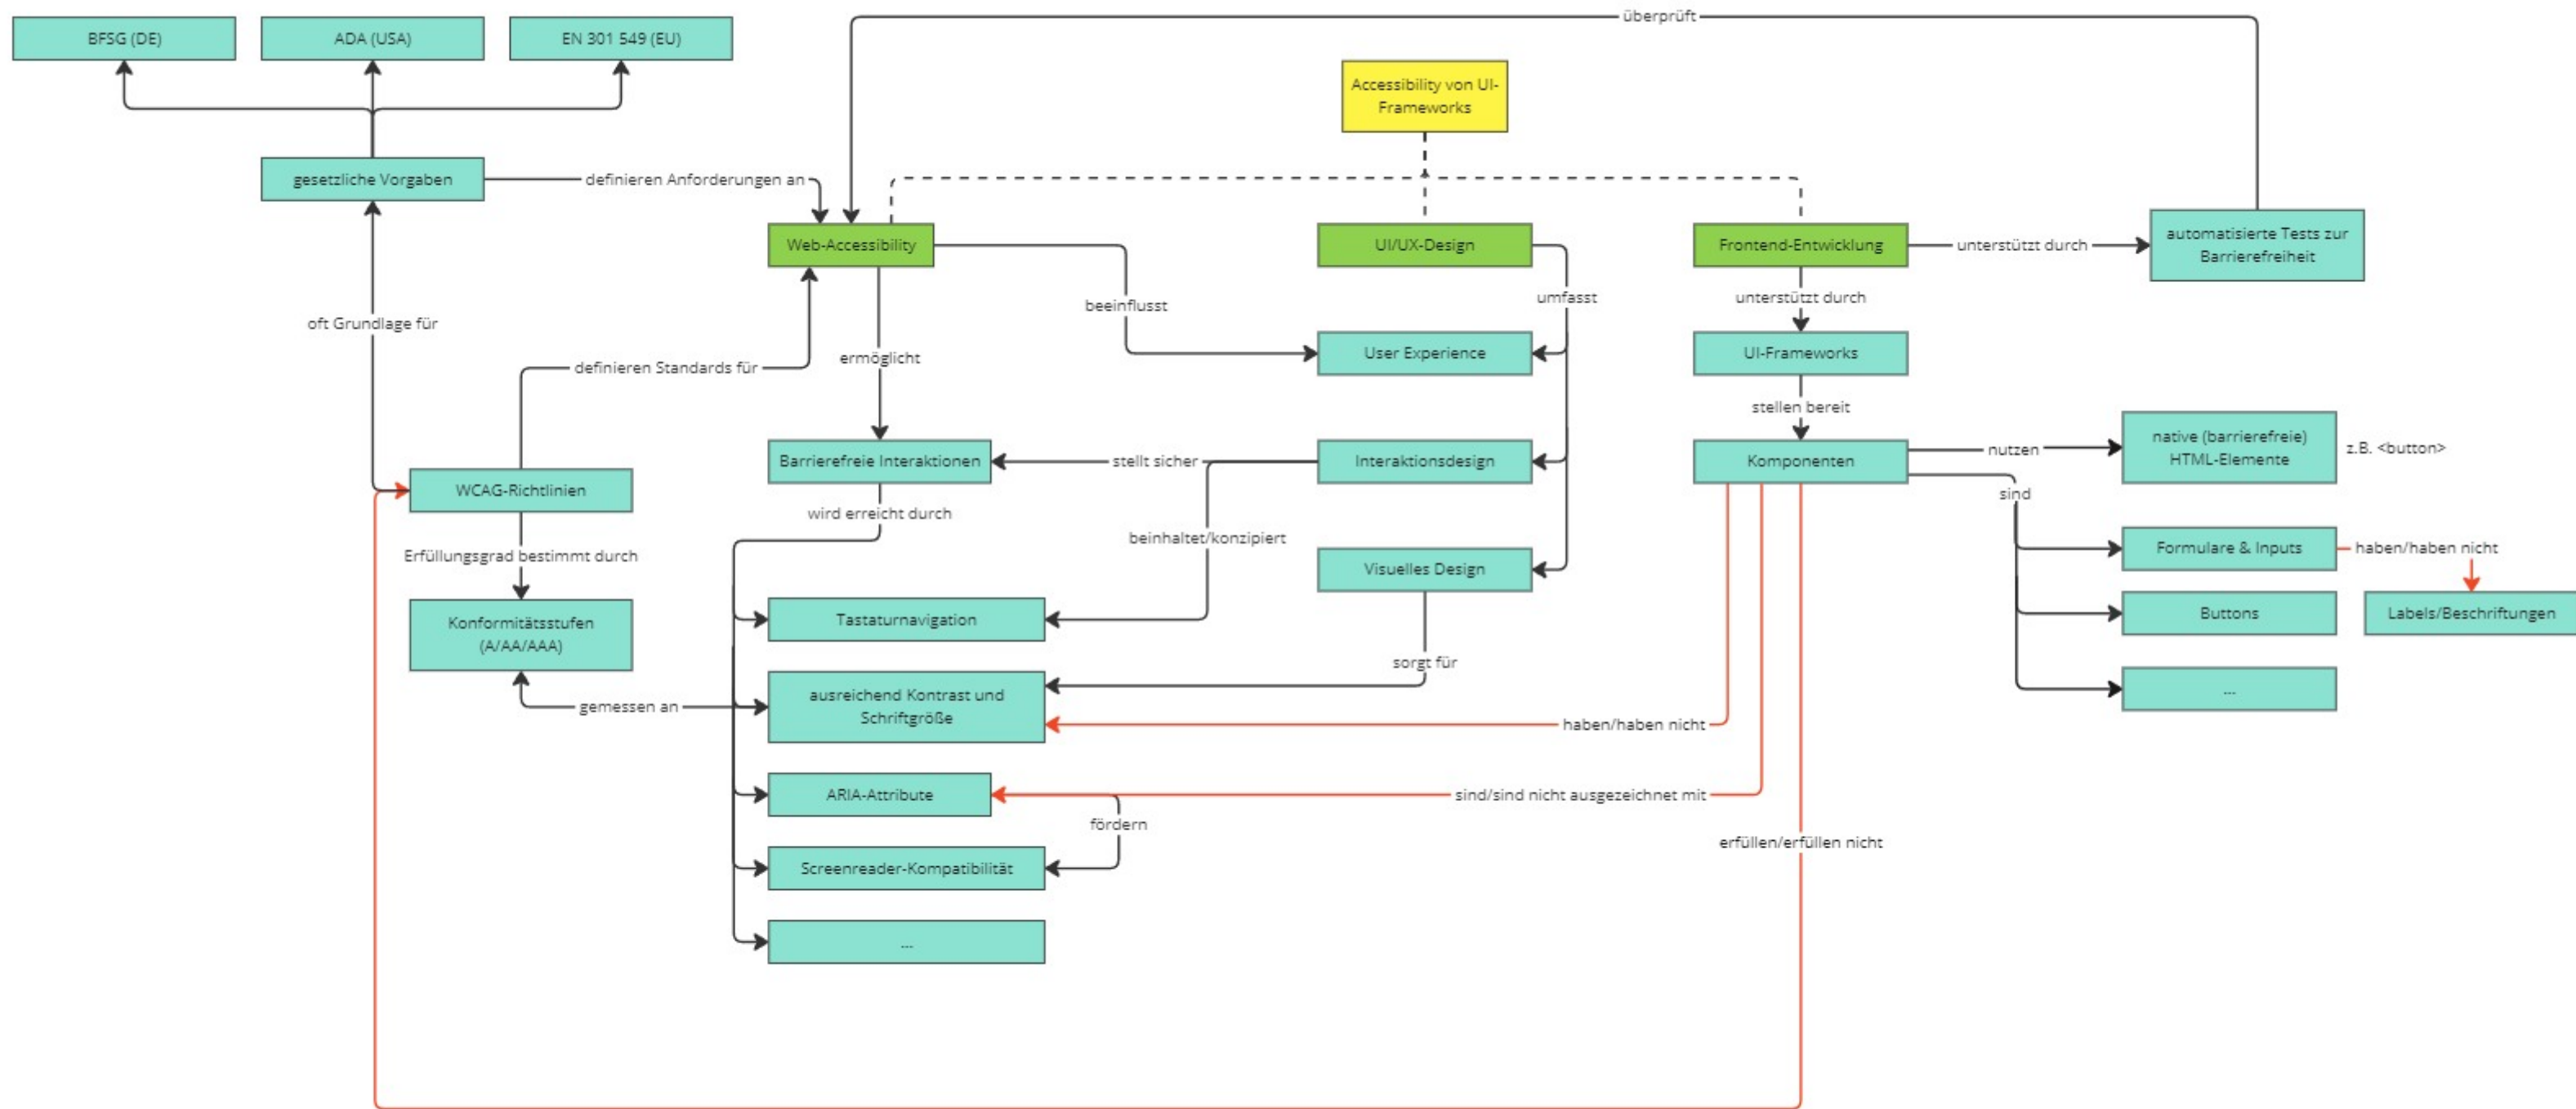 überprüft
BFSG (DE)
ADA (USA)
EN 301 549 (EU)
Accessibility von UI-
Frameworks
gesetzliche Vorgaben
definieren Anforderungen an
Web-Accessibility
UI/UX-Design
Frontend-Entwicklung
unterstützt durch
automatisierte Tests zur
Barrierefreiheit
beeinflusst
umfasst
unterstützt durch
oft Grundlage für
definieren Standards für
ermöglicht
User Experience
UI-Frameworks
stellen bereit
Barrierefreie Interaktionen
stellt sicher
Interaktionsdesign
Komponenten
nutzen
native (barrierefreie)
HTML-Elemente
z.B. <button>
WCAG-Richtlinien
sind
wird erreicht durch
Erfüllungsgrad bestimmt durch
beinhaltet/konzipiert
Visuelles Design
Formulare & Inputs
haben/haben nicht
Konformitätsstufen
(A/AA/AAA)
Tastaturnavigation
Buttons
Labels/Beschriftungen
sorgt für
gemessen an
ausreichend Kontrast und
Schriftgröße
haben/haben nicht
...
ARIA-Attribute
sind/sind nicht ausgezeichnet mit
fördern
erfüllen/erfüllen nicht
Screenreader-Kompatibilität
...